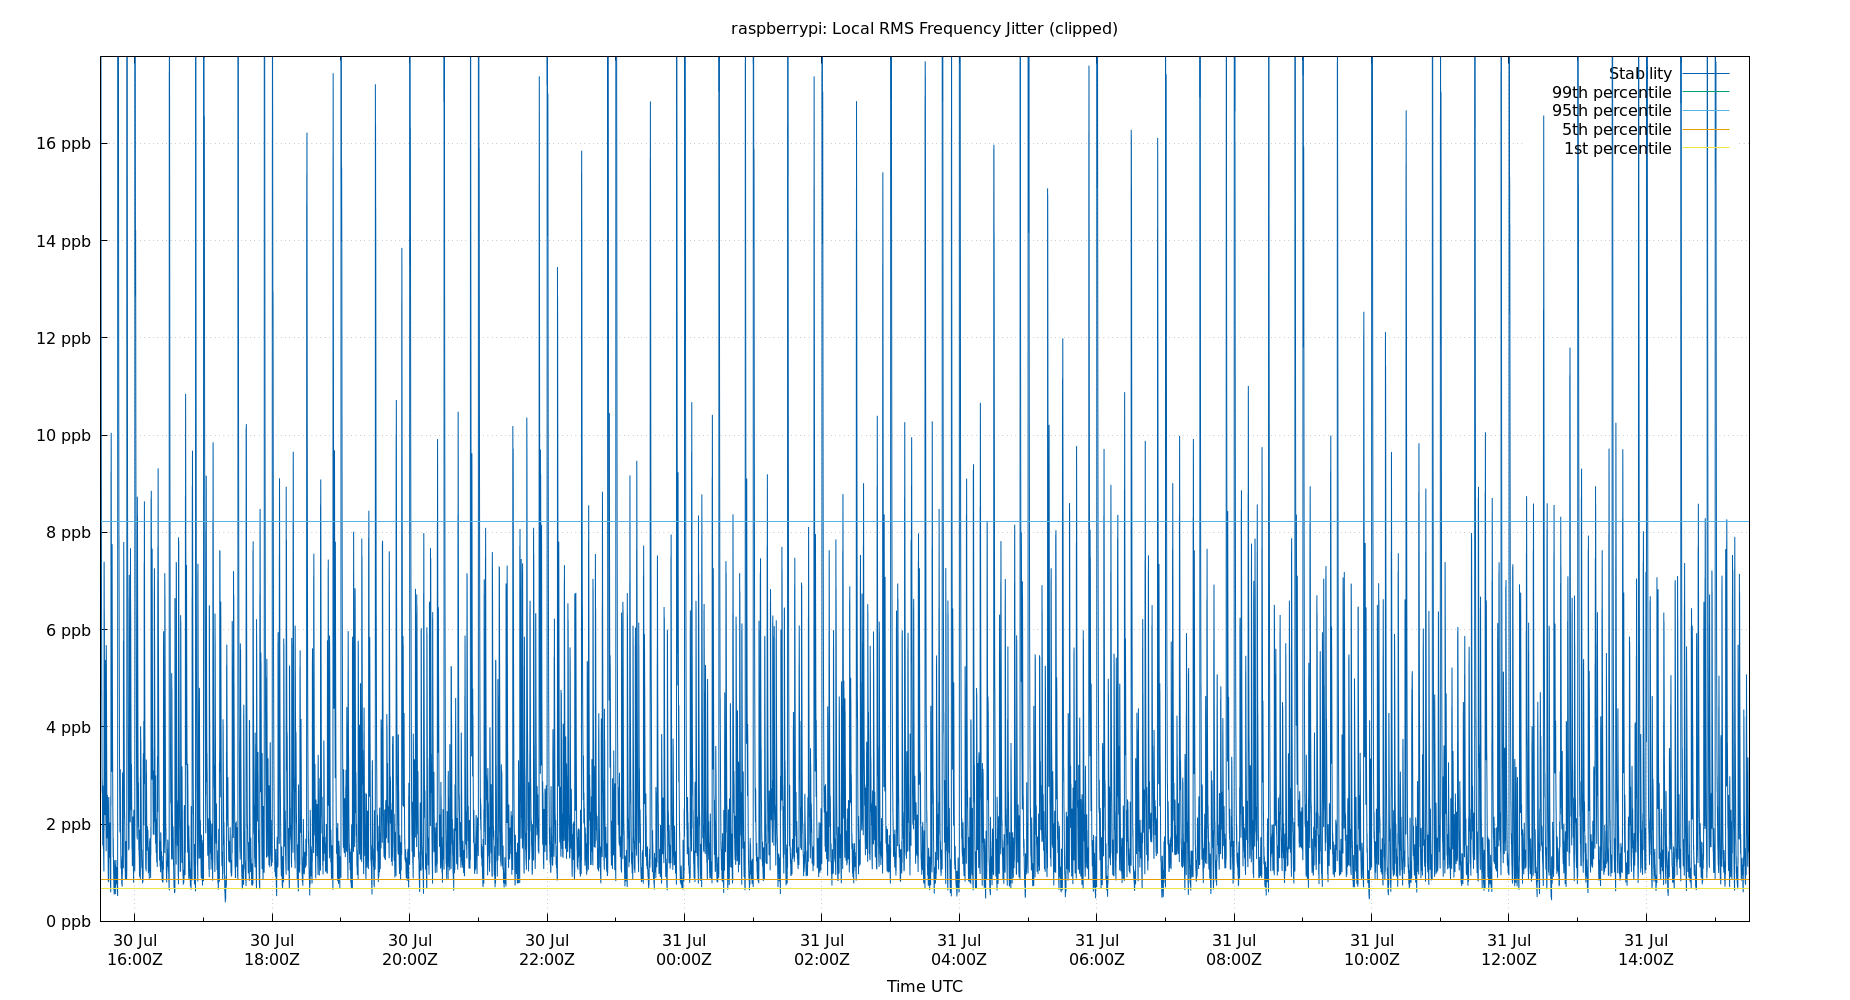 raspberrypi: Local RMS Frequency Jitter (clipped)
Stability
99th percentile
95th percentile
5th percentile
1st percentile
16 ppb
14 ppb
12 ppb
10 ppb
8 ppb
6 ppb
4 ppb
2 ppb
0 ppb
30 Jul 30 Jul 30 Jul 30 Jul 31 Jul 31 Jul 31 Jul 31 Jul 31 Jul 31 Jul 31 Jul 31 Jul
16:00Z 18:00Z 20:00Z 22:00Z 00:00Z 02:00Z 04:00Z 06:00Z 08:00Z 10:00Z 12:00Z 14:00Z
Time UTC